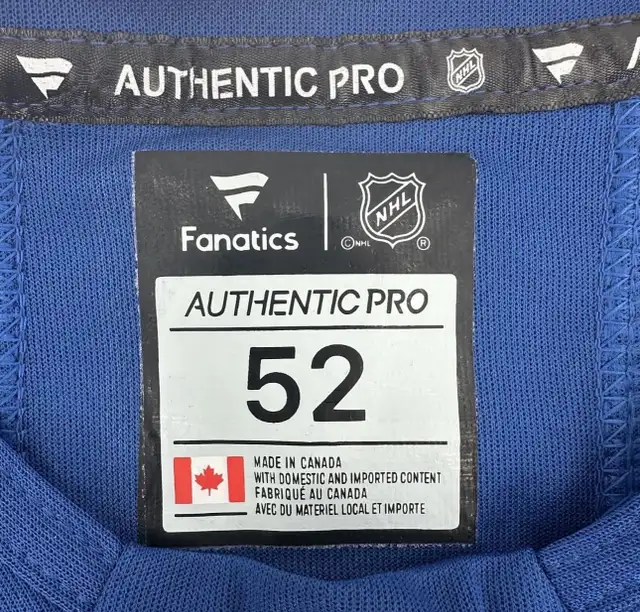 AUTHENTIC PRO NHL
Fanatics NHL
© NHL ®
AUTHENTIC PRO
52
MADE IN CANADA
WITH DOMESTIC AND IMPORTED CONTENT
FABRIQUÉ AU CANADA
AVEC DU MATERIEL LOCAL ET IMPORTE